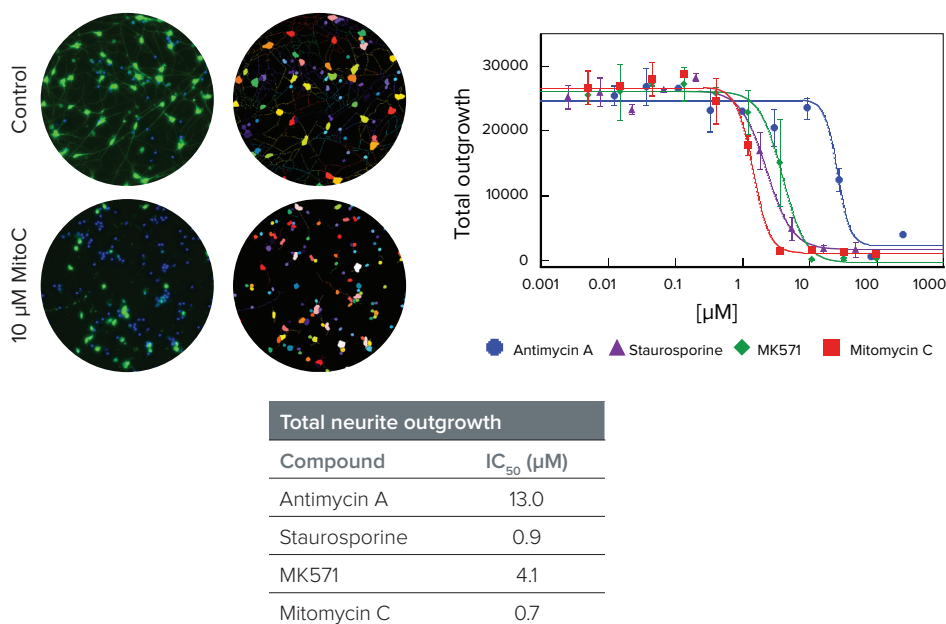 Control
10 µM MitoC
Total outgrowth
30000
20000
10000
0
0.001 0.01 0.1 1 10 100 1000
[µM]
Antimycin A Staurosporine MK571 Mitomycin C
Total neurite outgrowth
Compound IC50 (µM)
Antimycin A 13.0
Staurosporine 0.9
MK571 4.1
Mitomycin C 0.7